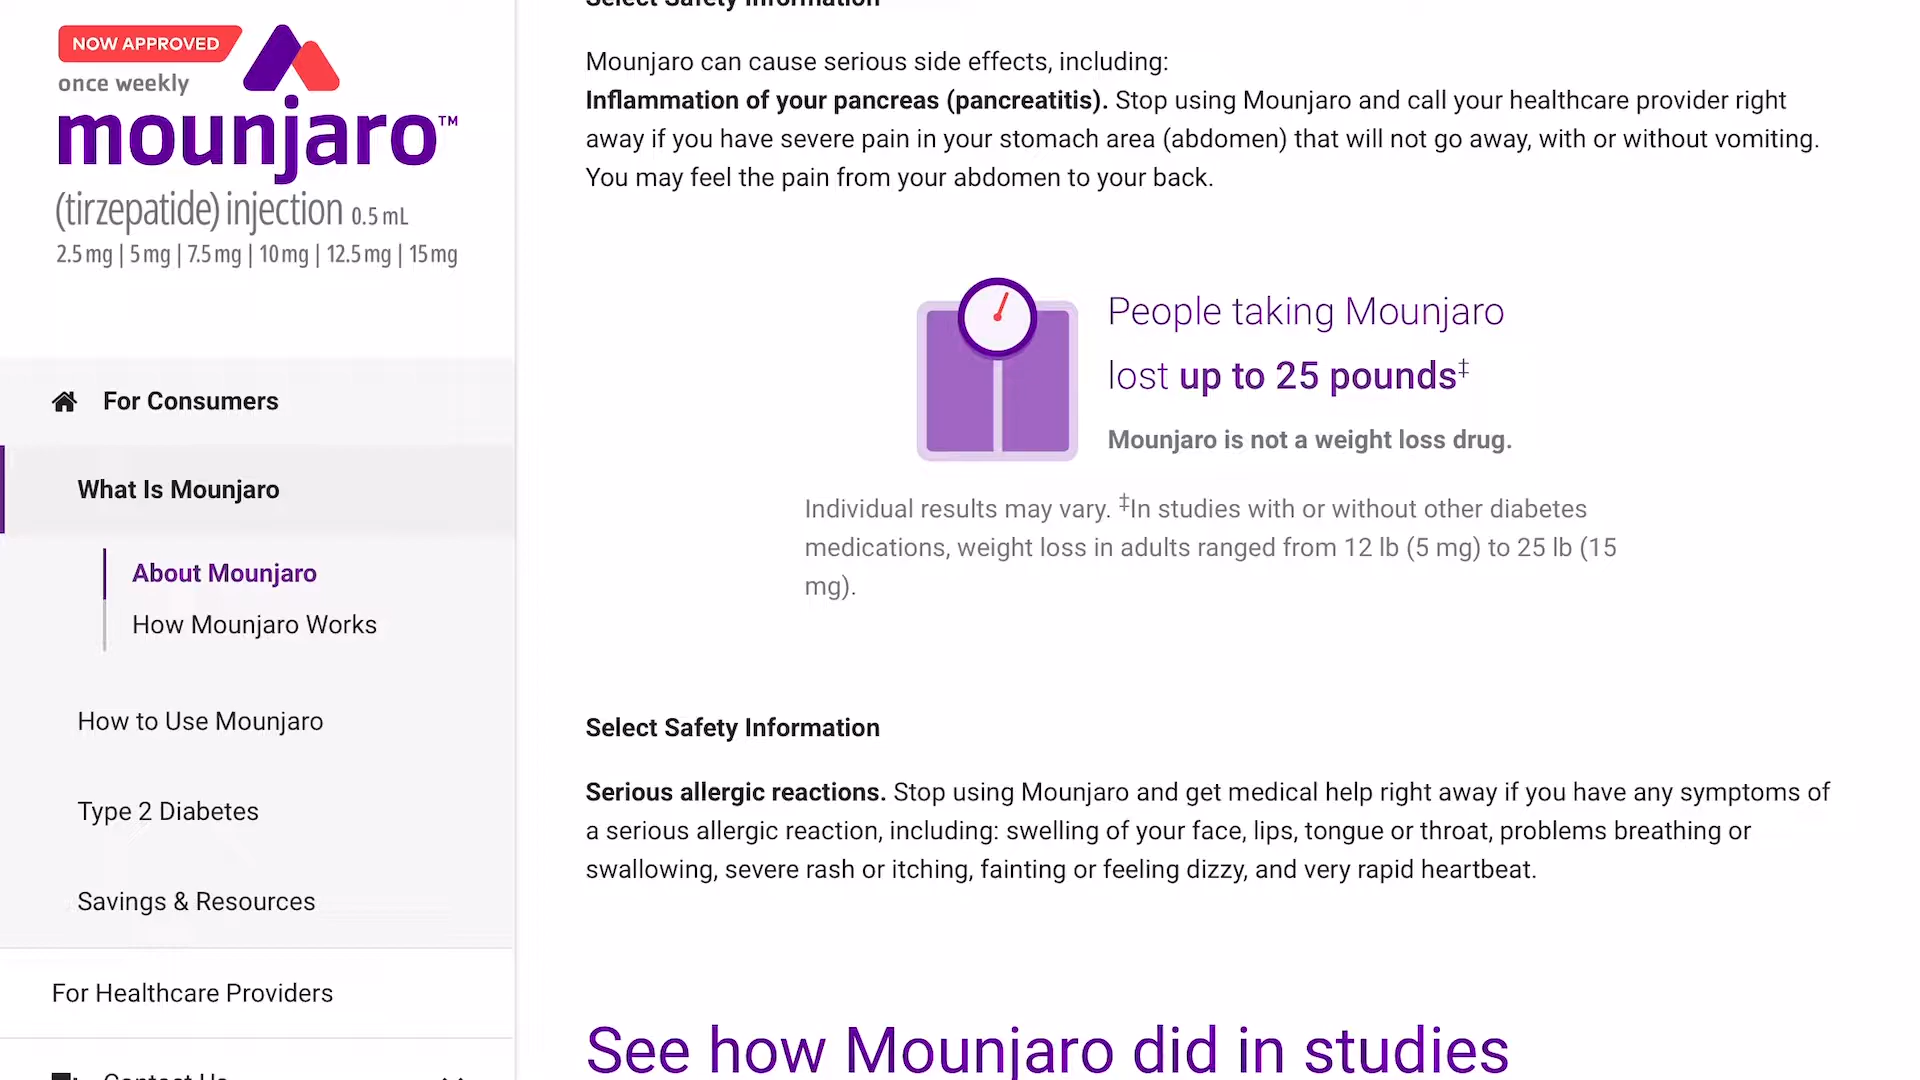 NOW APPROVED
once weekly
mounjaro™
(tirzepatide) injection 0.5 mL
2.5 mg | 5 mg | 7.5 mg | 10 mg | 12.5 mg | 15 mg
For Consumers
What Is Mounjaro
About Mounjaro
How Mounjaro Works
How to Use Mounjaro
Type 2 Diabetes
Savings & Resources
For Healthcare Providers
Contact Us
Select Safety Information
Mounjaro can cause serious side effects, including:
Inflammation of your pancreas (pancreatitis). Stop using Mounjaro and call your healthcare provider right
away if you have severe pain in your stomach area (abdomen) that will not go away, with or without vomiting.
You may feel the pain from your abdomen to your back.
People taking Mounjaro
lost up to 25 pounds‡
Mounjaro is not a weight loss drug.
Individual results may vary. ‡In studies with or without other diabetes
medications, weight loss in adults ranged from 12 lb (5 mg) to 25 lb (15
mg).
Select Safety Information
Serious allergic reactions. Stop using Mounjaro and get medical help right away if you have any symptoms of
a serious allergic reaction, including: swelling of your face, lips, tongue or throat, problems breathing or
swallowing, severe rash or itching, fainting or feeling dizzy, and very rapid heartbeat.
See how Mounjaro did in studies